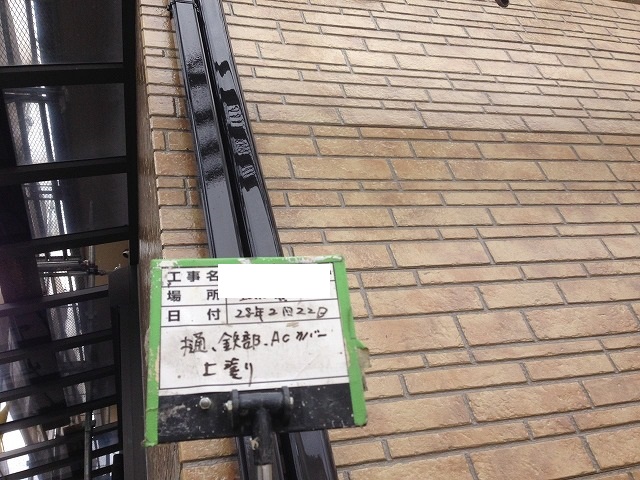 工事名
場所
日付 28年2月22日
樋、鉄部、ACカバー
上塗り